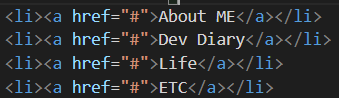 <li><a href="#">About ME</a></li>
<li><a href="#">Dev Diary</a></li>
<li><a href="#">Life</a></li>
<li><a href="#">ETC</a></li>